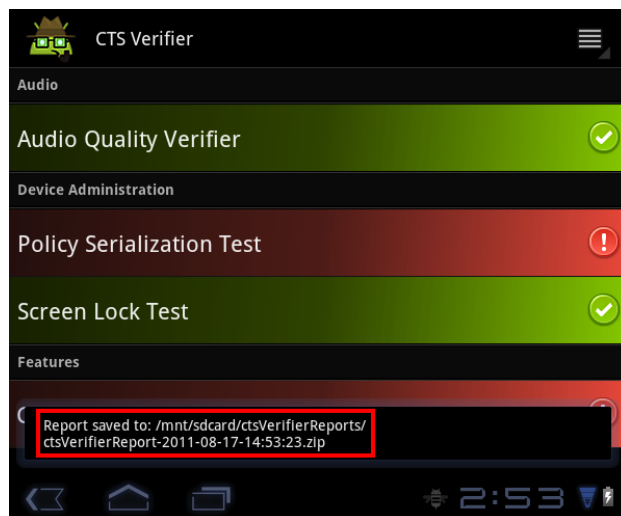 CTS Verifier
Audio
Audio Quality Verifier
Device Administration
Policy Serialization Test
Screen Lock Test
Features
Report saved to: /mnt/sdcard/ctsVerifierReports/
ctsVerifierReport-2011-08-17-14:53:23.zip
2:53